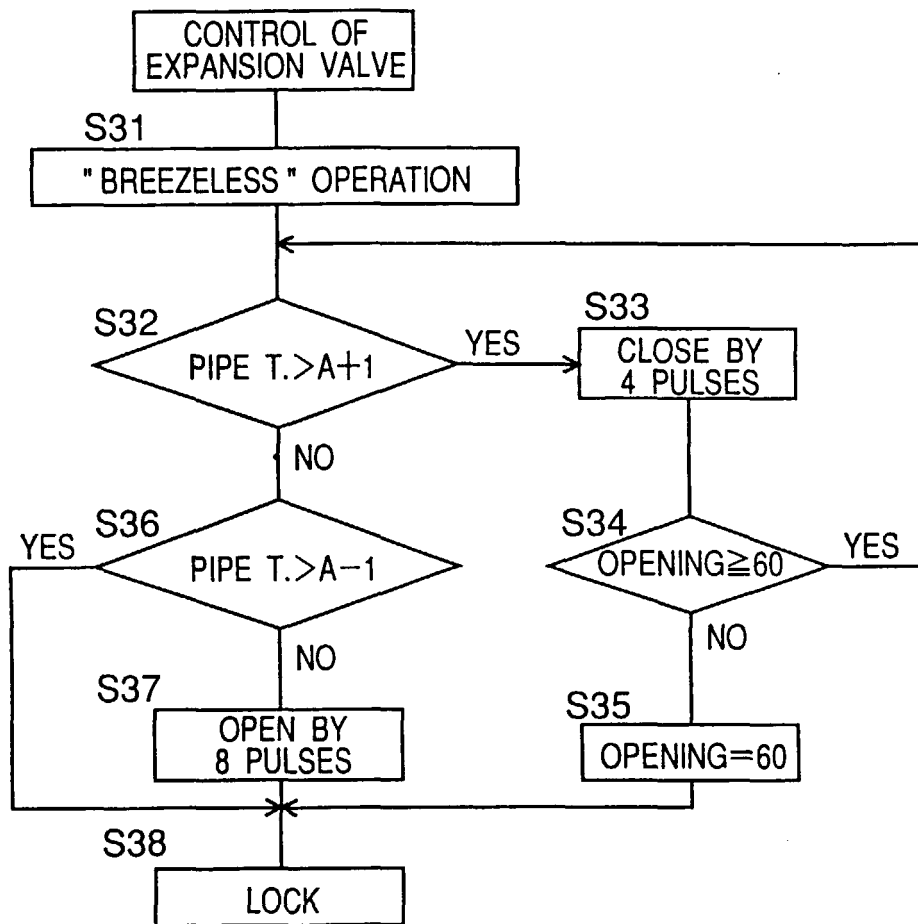 CONTROL OF
EXPANSION VALVE
S31
"BREEZELESS" OPERATION
S32
PIPE T.>A+1
YES
S33
CLOSE BY
4 PULSES
NO
S36
YES
PIPE T.>A−1
S34
OPENING≧60
YES
NO
NO
S37
OPEN BY
8 PULSES
S35
OPENING=60
S38
LOCK